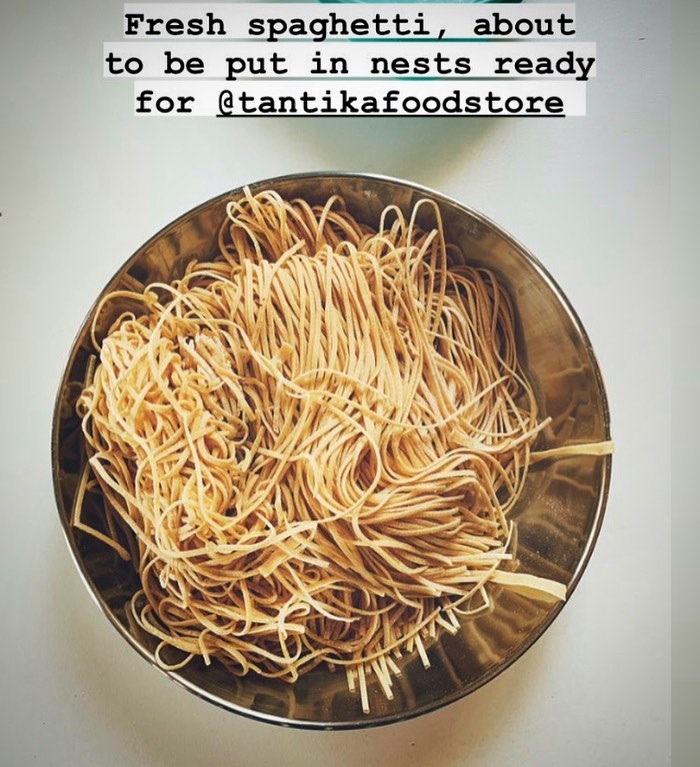 Fresh spaghetti, about
to be put in nests ready
for @tantikafoodstore